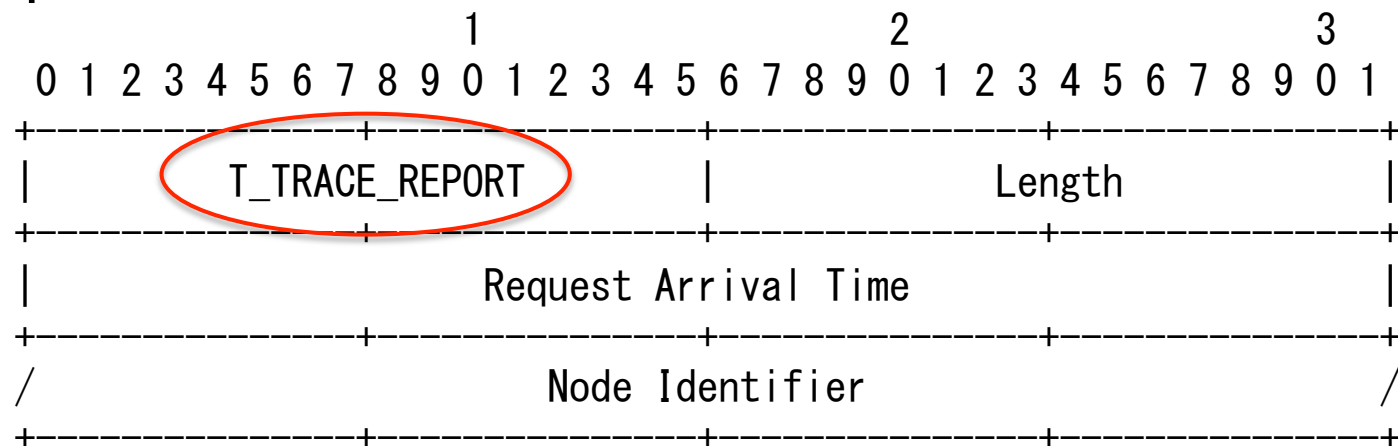 1                   2                   3
 0 1 2 3 4 5 6 7 8 9 0 1 2 3 4 5 6 7 8 9 0 1 2 3 4 5 6 7 8 9 0 1
+---------------+---------------+---------------+---------------+
|         T_TRACE_REPORT        |             Length            |
+---------------+---------------+---------------+---------------+
|                     Request Arrival Time                      |
+---------------+---------------+---------------+---------------+
/                        Node Identifier                        /
+---------------+---------------+---------------+---------------+